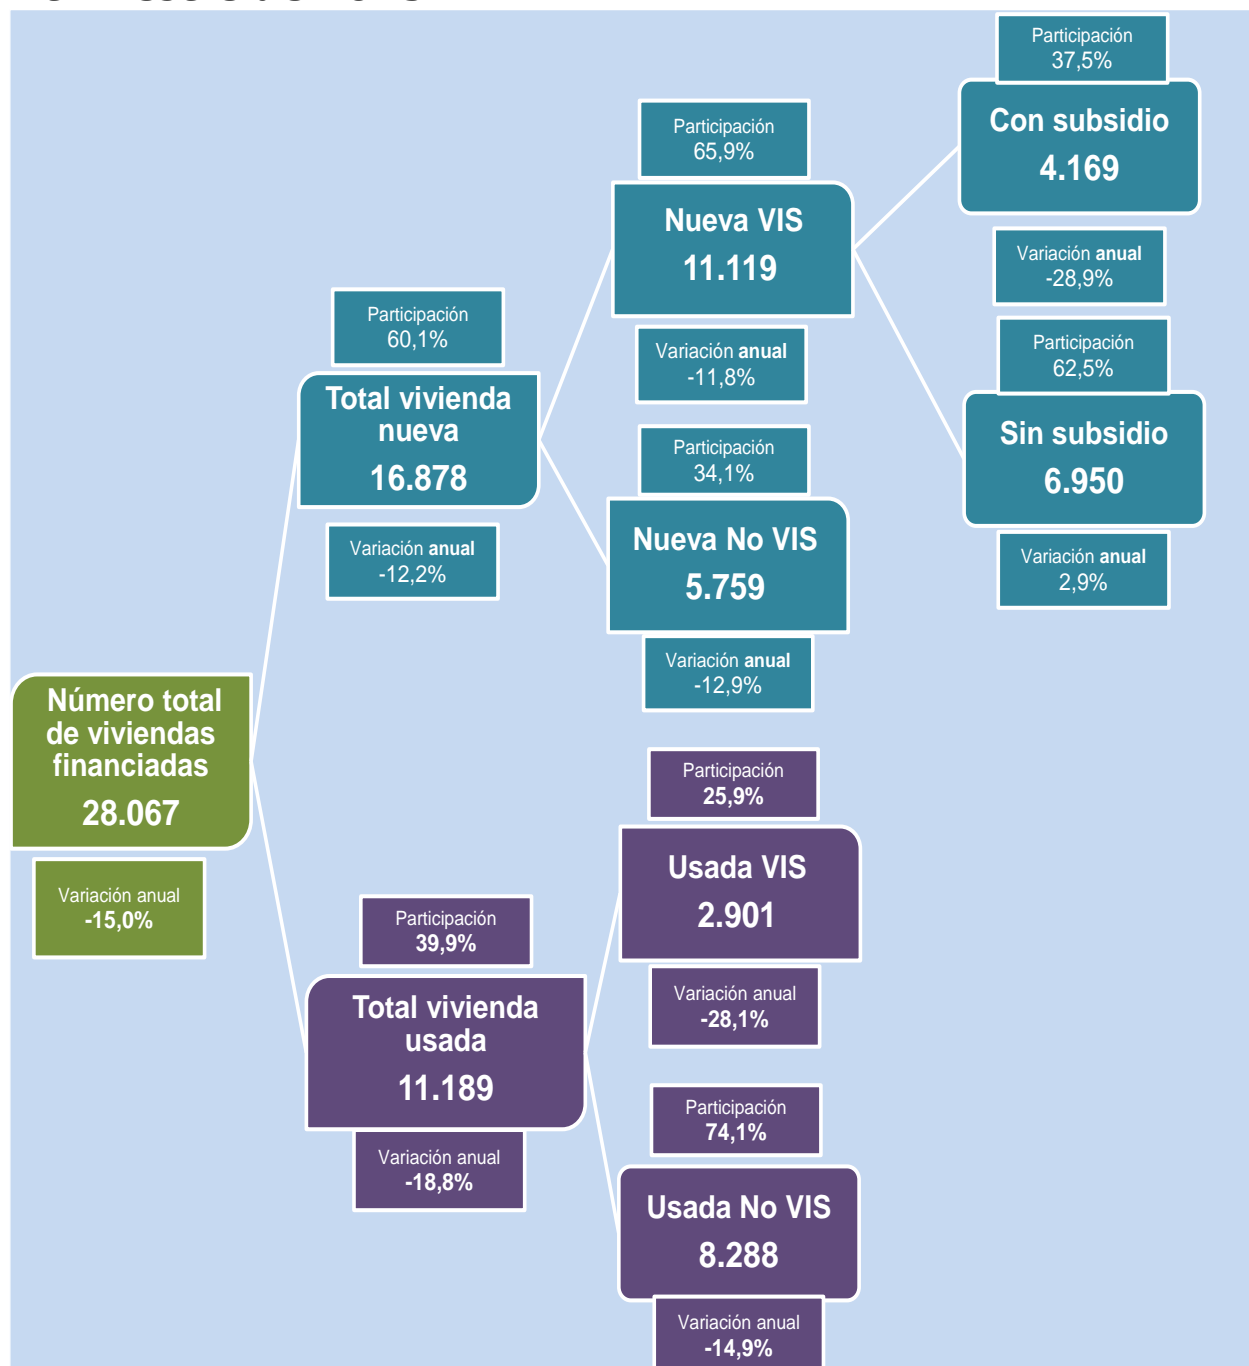 Participación
37,5%
Con subsidio
4.169
Variación anual
-28,9%
Participación
62,5%
Sin subsidio
6.950
Variación anual
2,9%
Participación
65,9%
Nueva VIS
11.119
Variación anual
-11,8%
Participación
34,1%
Nueva No VIS
5.759
Variación anual
-12,9%
Participación
60,1%
Total vivienda
nueva
16.878
Variación anual
-12,2%
Número total
de viviendas
financiadas
28.067
Variación anual
-15,0%
Participación
39,9%
Total vivienda
usada
11.189
Variación anual
-18,8%
Participación
25,9%
Usada VIS
2.901
Variación anual
-28,1%
Participación
74,1%
Usada No VIS
8.288
Variación anual
-14,9%